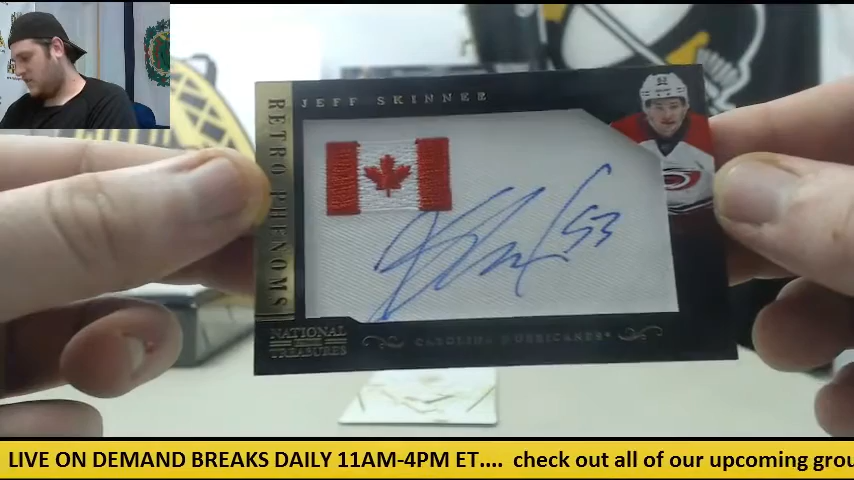 JEFF SKINNER
RETRO PHENOMS
53
NATIONAL
TREASURES
CAROLINA HURRICANES
LIVE ON DEMAND BREAKS DAILY 11AM-4PM ET.... check out all of our upcoming grou